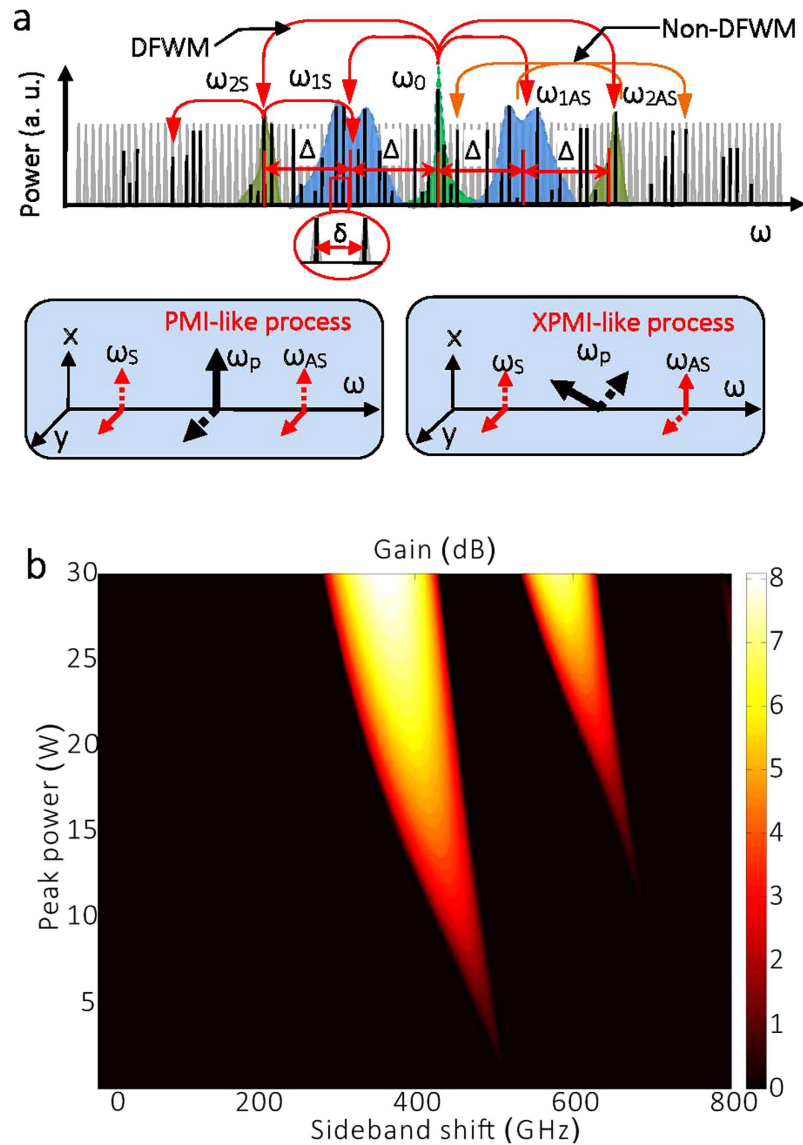 a
DFWM
Non-DFWM
ω2S
ω1S
ω0
ω1AS
ω2AS
Power (a. u.)
Δ
Δ
Δ
Δ
ω
δ
PMI-like process
x
ωS
ωp
ωAS
ω
y
XPMI-like process
x
ωS
ωp
ωAS
ω
y
b
Gain (dB)
30
25
20
15
10
5
Peak power (W)
0
200
400
600
800
Sideband shift (GHz)
8
7
6
5
4
3
2
1
0